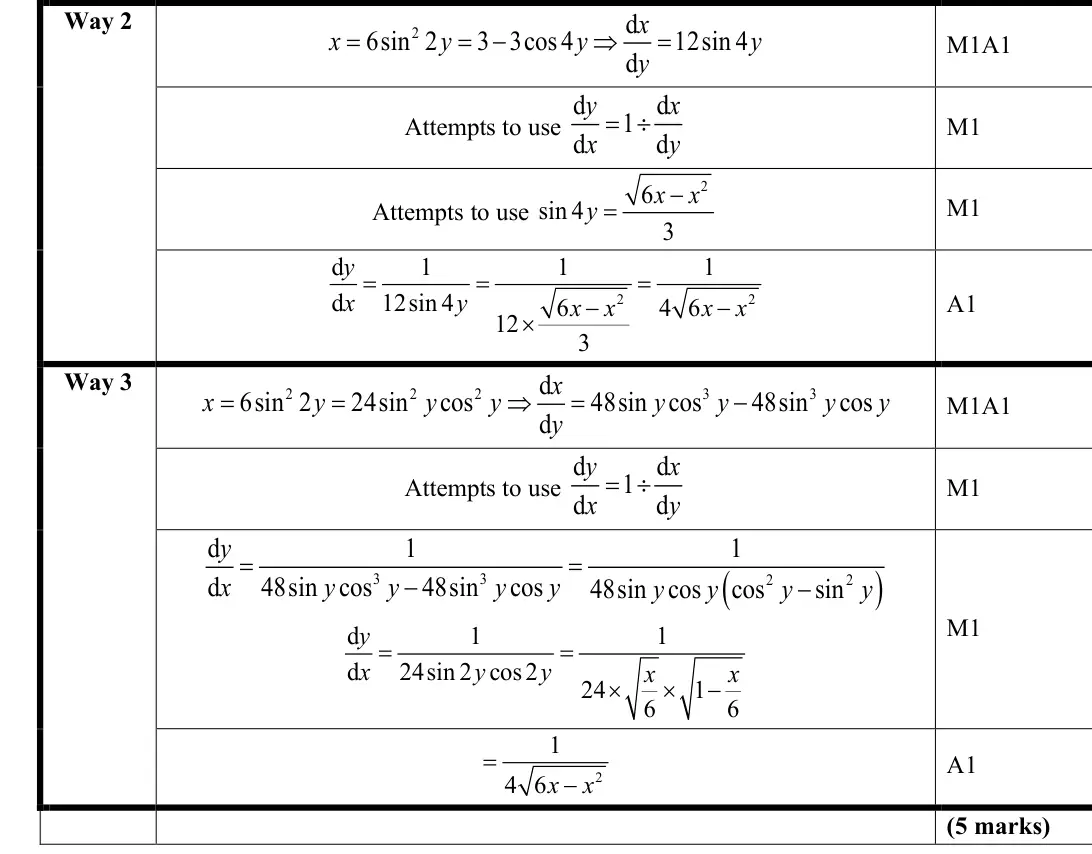 Way 2
x = 6sin² 2y = 3 − 3cos 4y ⇒ dx/dy = 12sin 4y M1A1
Attempts to use dy/dx = 1 ÷ dx/dy M1
Attempts to use sin 4y = √(6x − x²)/3 M1
dy/dx = 1/(12sin 4y) = 1/(12 × √(6x − x²)/3) = 1/(4√(6x − x²)) A1
Way 3
x = 6sin² 2y = 24sin² y cos² y ⇒ dx/dy = 48sin y cos³ y − 48sin³ y cos y M1A1
Attempts to use dy/dx = 1 ÷ dx/dy M1
dy/dx = 1/(48sin y cos³ y − 48sin³ y cos y) = 1/(48sin y cos y(cos² y − sin² y))
dy/dx = 1/(24sin 2y cos 2y) = 1/(24 × √(x/6) × √(1 − x/6)) M1
= 1/(4√(6x − x²)) A1
(5 marks)